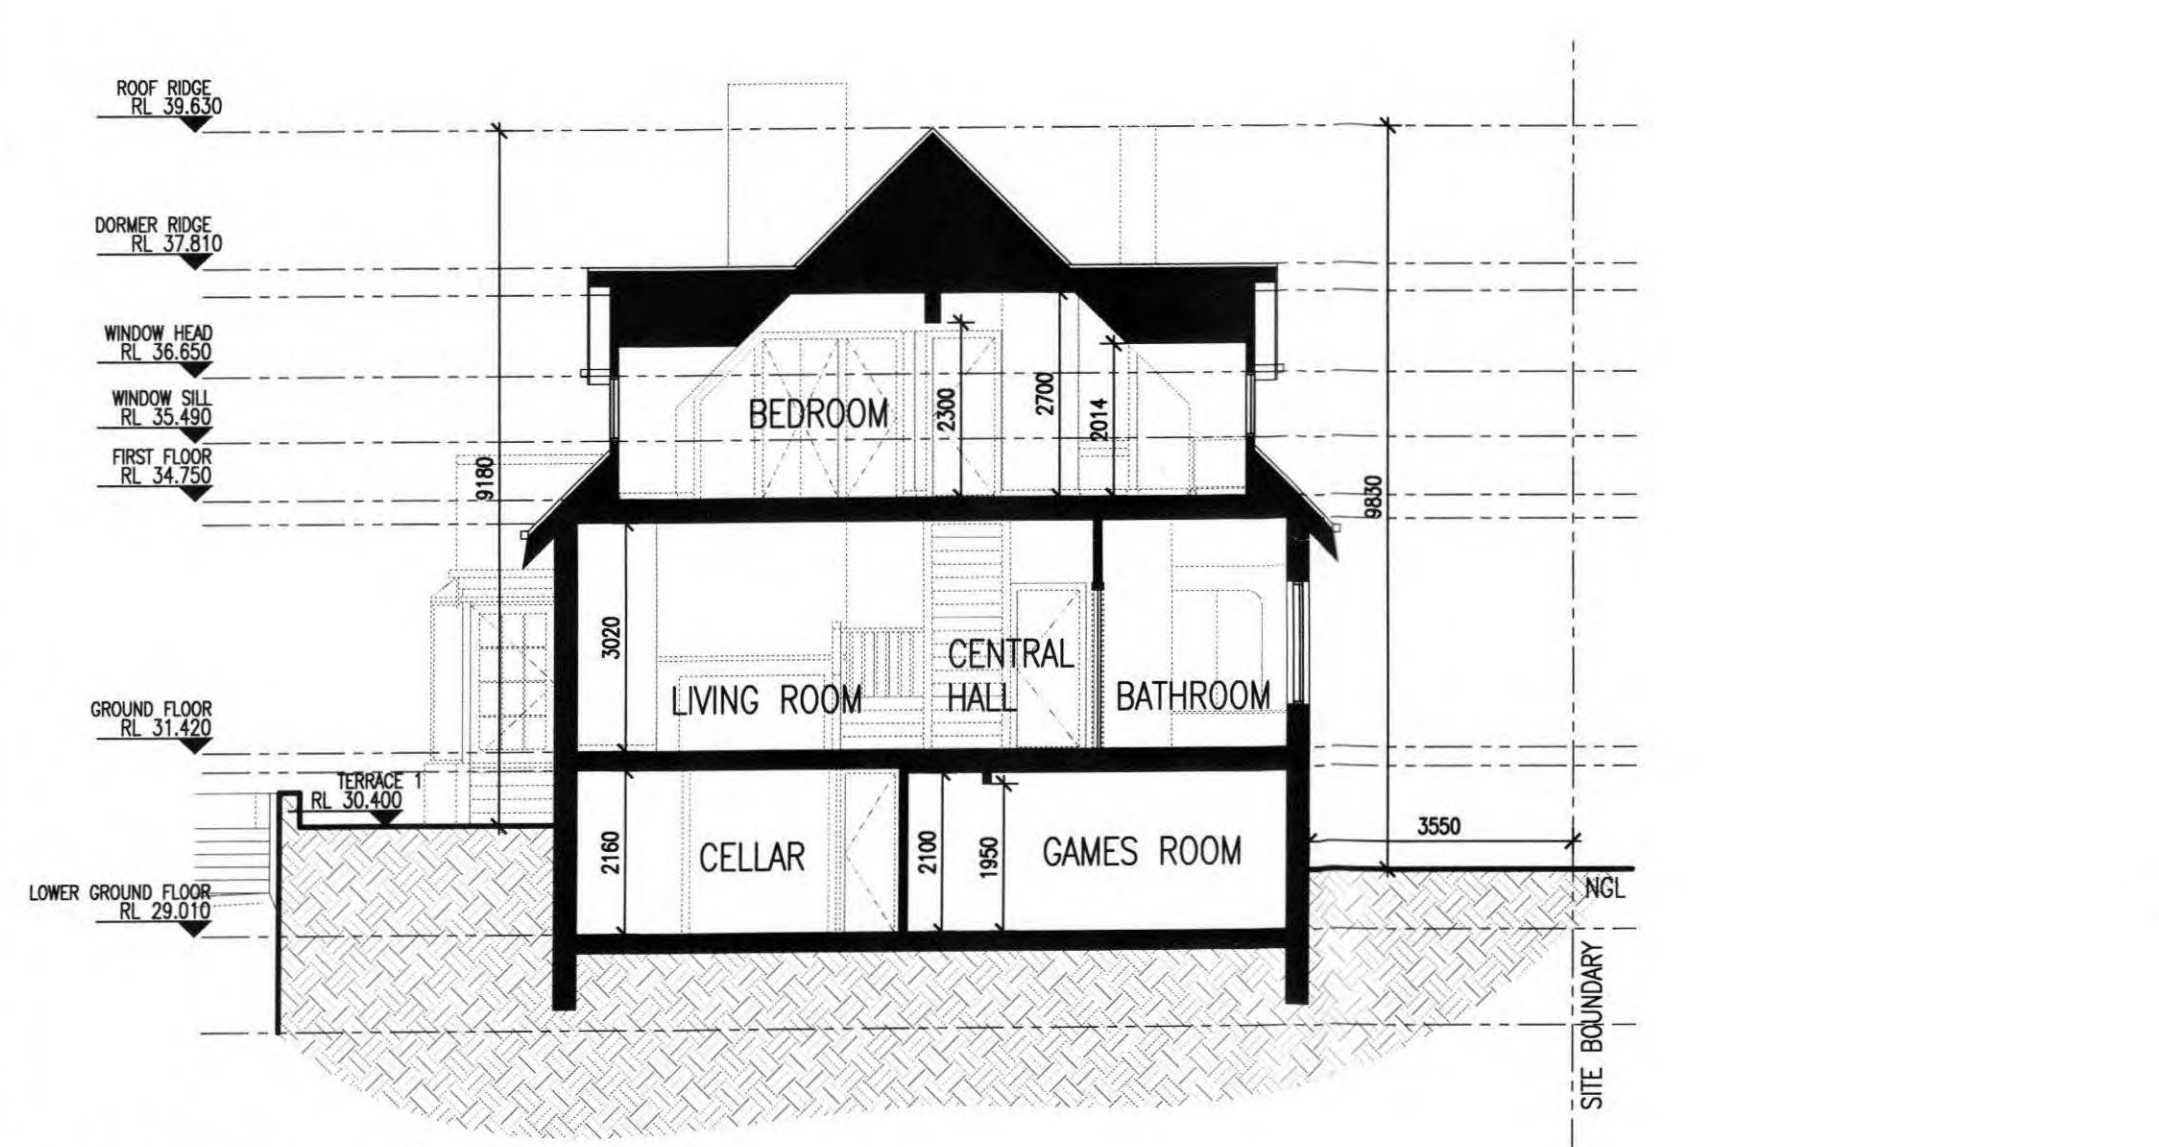 ROOF RIDGE
RL 39.630
DORMER RIDGE
RL 37.810
WINDOW HEAD
RL 36.650
WINDOW SILL
RL 35.490
FIRST FLOOR
RL 34.750
GROUND FLOOR
RL 31.420
TERRACE 1
RL 30.400
LOWER GROUND FLOOR
RL 29.010
9180
BEDROOM
2300
2700
2014
9830
3020
LIVING ROOM
CENTRAL
HALL
BATHROOM
2160
CELLAR
2100
1950
GAMES ROOM
3550
NGL
SITE BOUNDARY